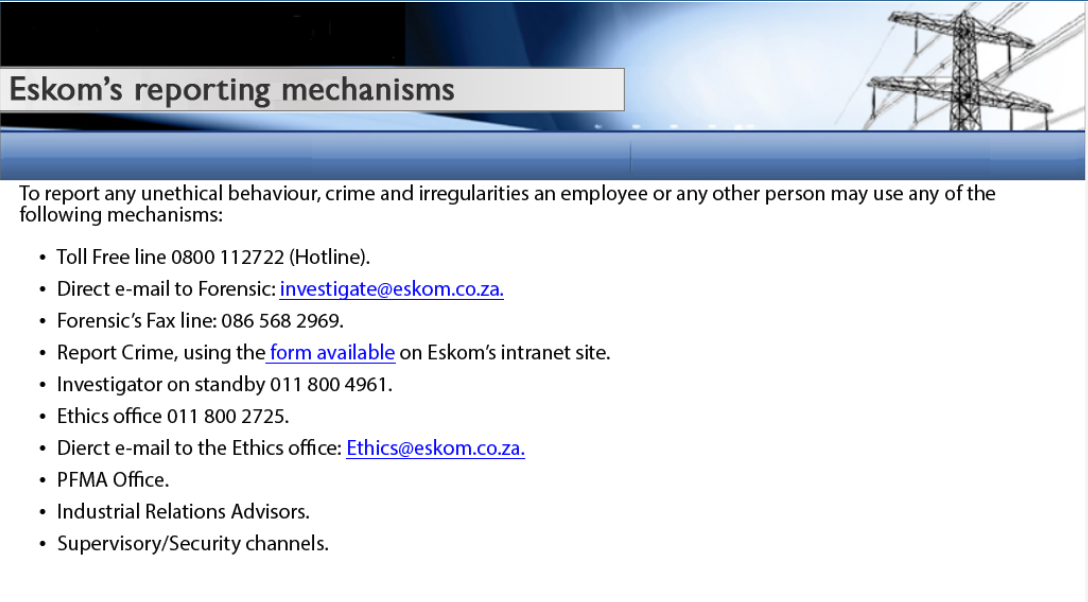 Eskom’s reporting mechanisms
To report any unethical behaviour, crime and irregularities an employee or any other person may use any of the
following mechanisms:
• Toll Free line 0800 112722 (Hotline).
• Direct e-mail to Forensic: investigate@eskom.co.za.
• Forensic’s Fax line: 086 568 2969.
• Report Crime, using the form available on Eskom’s intranet site.
• Investigator on standby 011 800 4961.
• Ethics office 011 800 2725.
• Dierct e-mail to the Ethics office: Ethics@eskom.co.za.
• PFMA Office.
• Industrial Relations Advisors.
• Supervisory/Security channels.